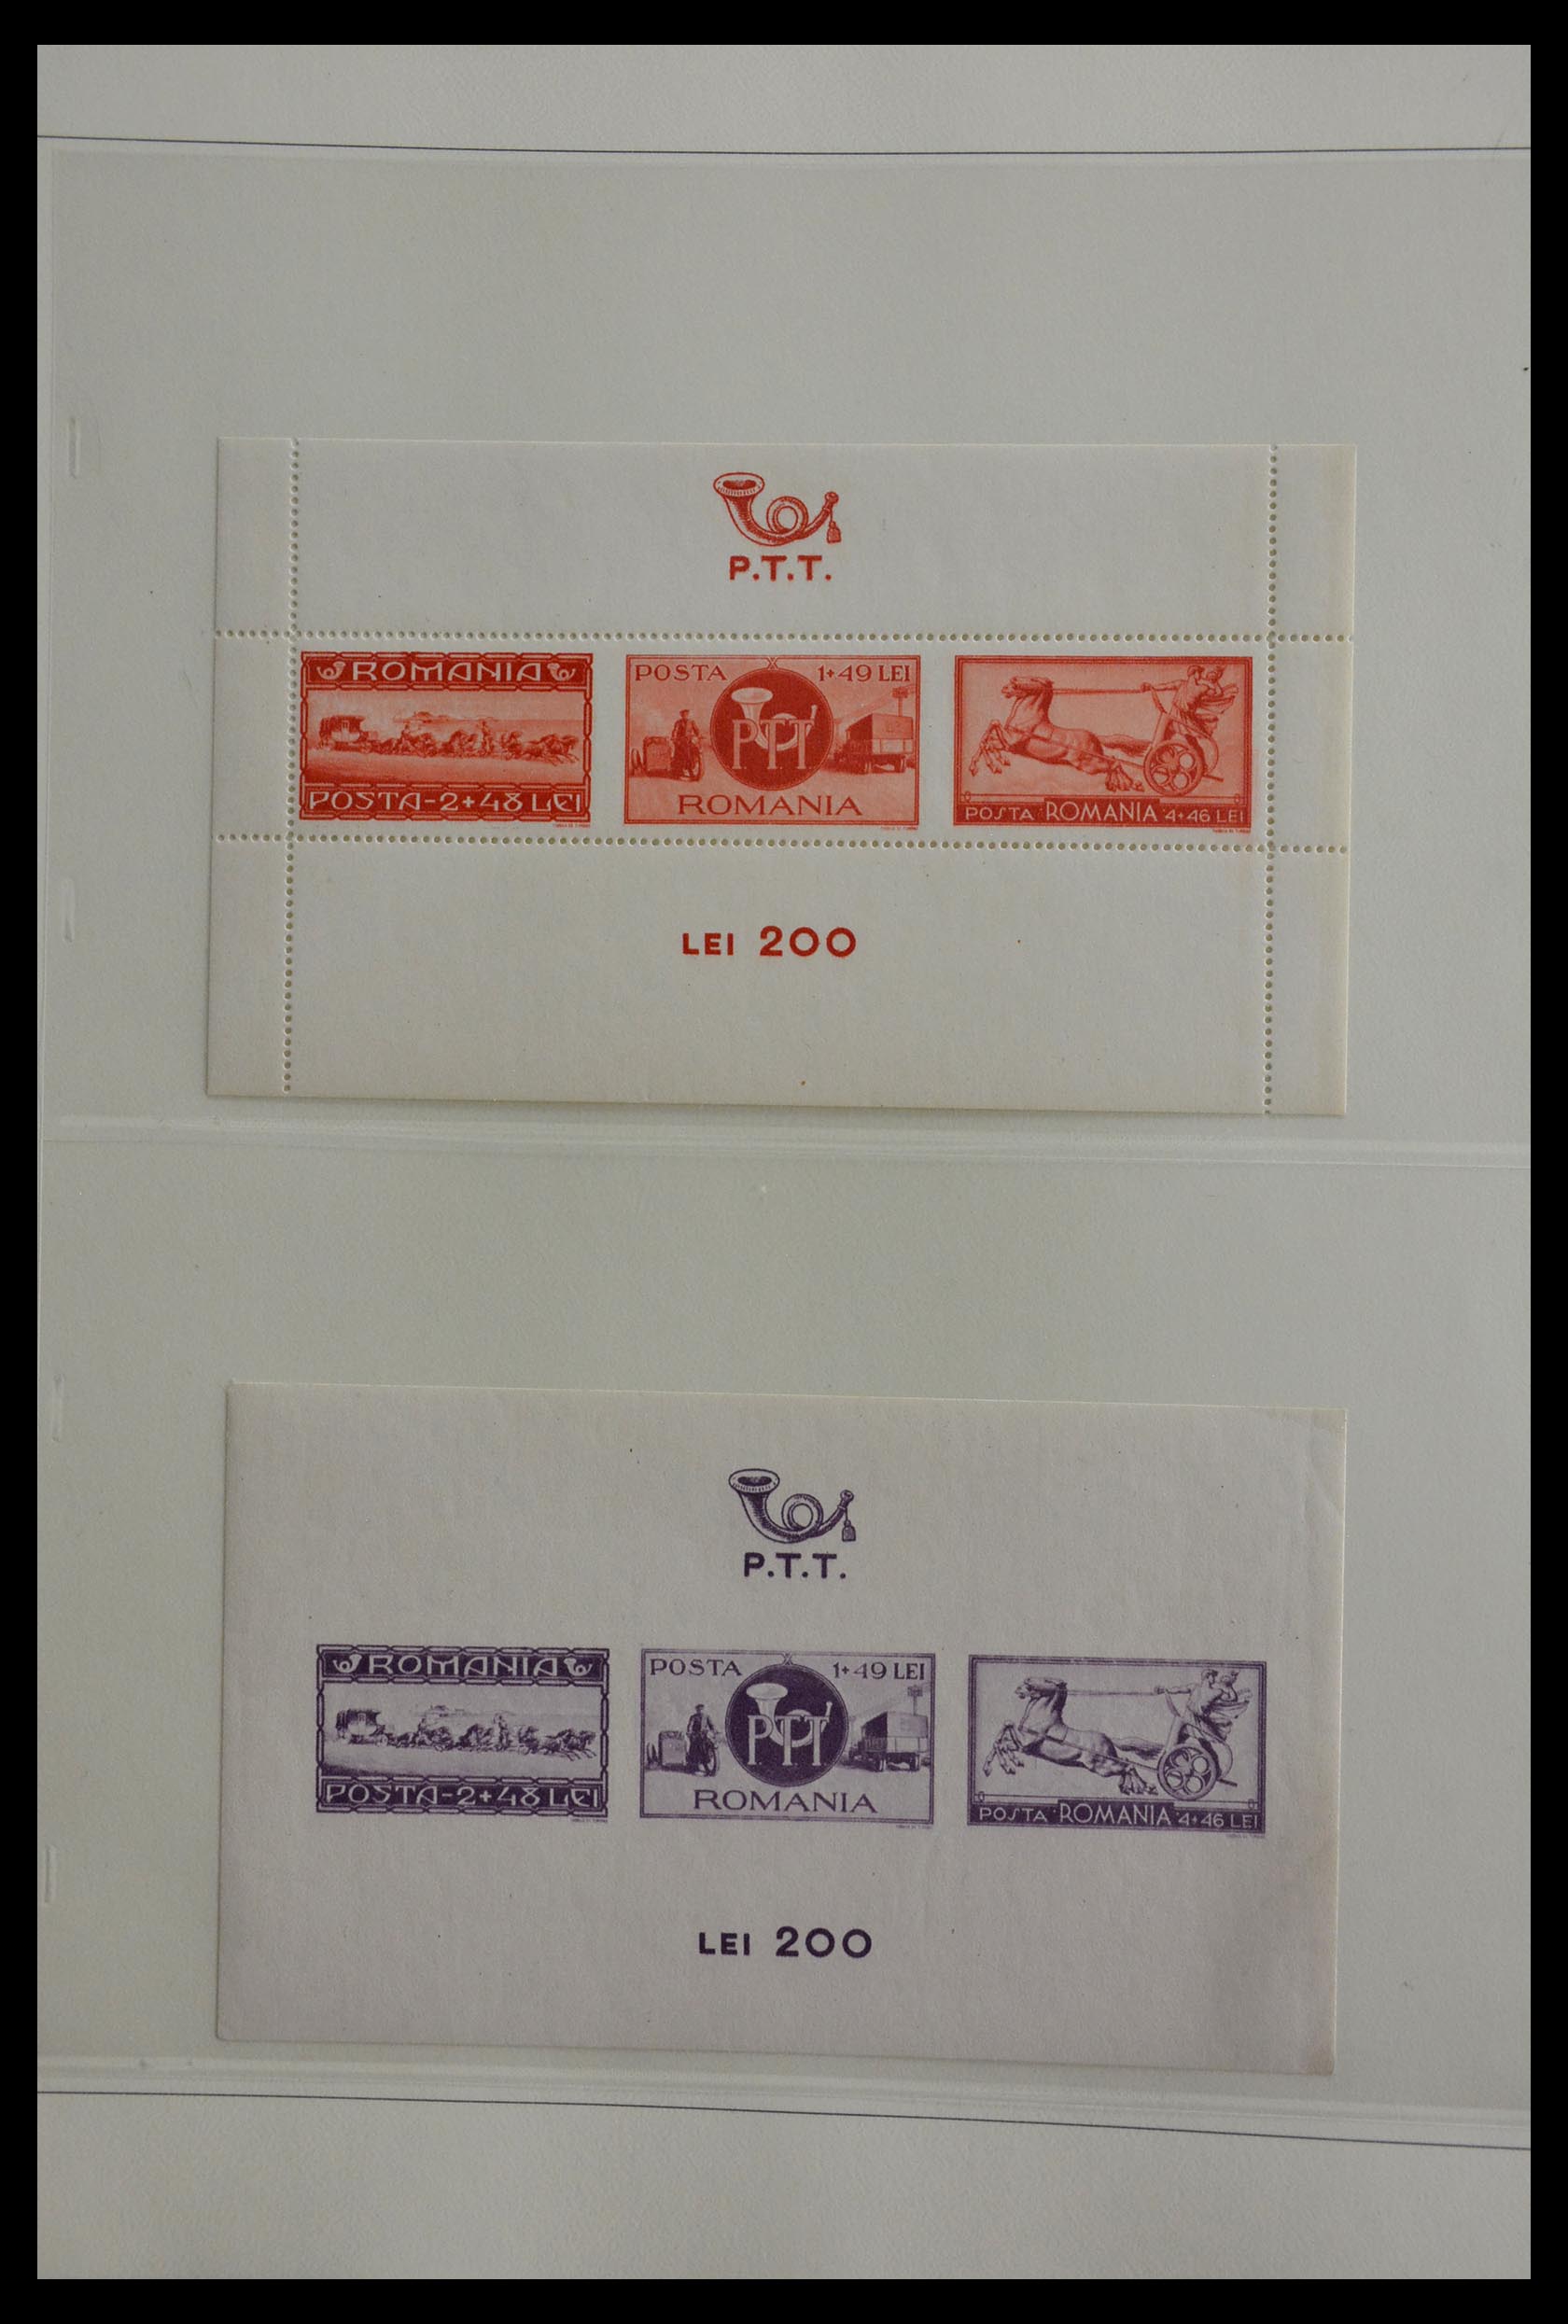 P.T.T.
ROMANIA
POSTA-2+48 LEI
POSTA 1+49 LEI
PTT
ROMANIA
POSTA ROMANIA 4+46 LEI
LEI 200
P.T.T.
ROMANIA
POSTA-2+48 LEI
POSTA 1+49 LEI
PTT
ROMANIA
POSTA ROMANIA 4+46 LEI
LEI 200